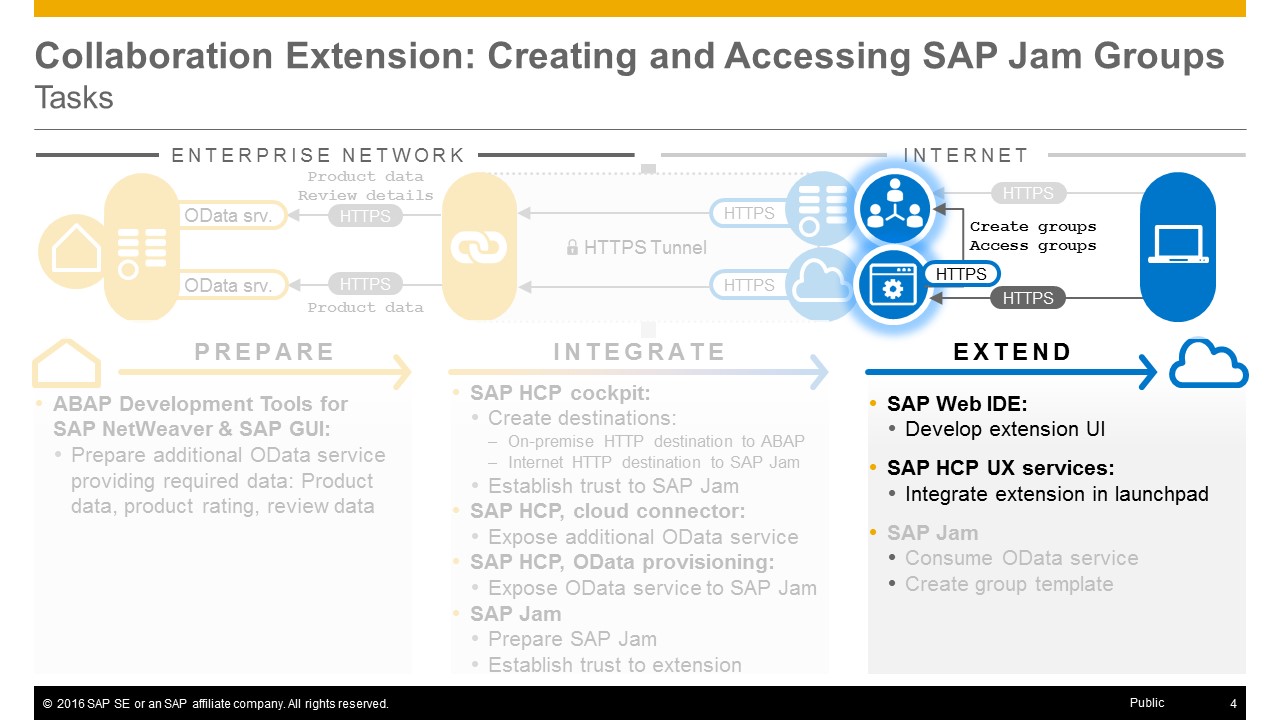 Collaboration Extension: Creating and Accessing SAP Jam Groups
Tasks
ENTERPRISE NETWORK
INTERNET
Product data
Review details
OData srv.
HTTPS
OData srv.
HTTPS
Product data
HTTPS Tunnel
HTTPS
HTTPS
HTTPS
Create groups
Access groups
HTTPS
HTTPS
PREPARE
• ABAP Development Tools for
SAP NetWeaver & SAP GUI:
• Prepare additional OData service
providing required data: Product
data, product rating, review data
INTEGRATE
• SAP HCP cockpit:
• Create destinations:
– On-premise HTTP destination to ABAP
– Internet HTTP destination to SAP Jam
• Establish trust to SAP Jam
• SAP HCP, cloud connector:
• Expose additional OData service
• SAP HCP, OData provisioning:
• Expose OData service to SAP Jam
• SAP Jam
• Prepare SAP Jam
• Establish trust to extension
EXTEND
• SAP Web IDE:
• Develop extension UI
• SAP HCP UX services:
• Integrate extension in launchpad
• SAP Jam
• Consume OData service
• Create group template
© 2016 SAP SE or an SAP affiliate company. All rights reserved.
Public
4